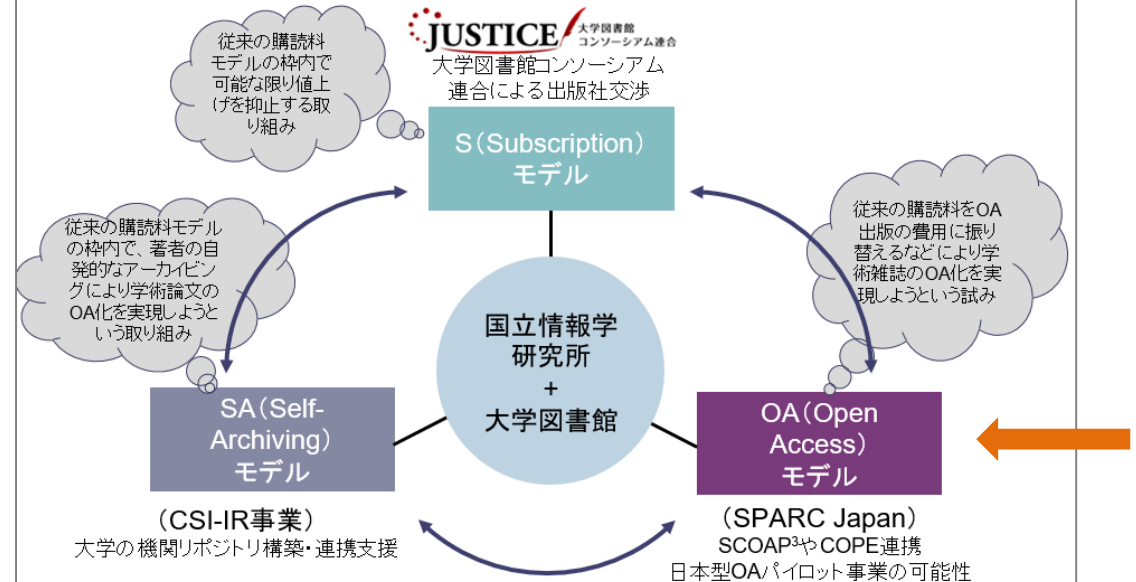 JUSTICE 大学図書館
コンソーシアム連合
大学図書館コンソーシアム
連合による出版社交渉
従来の購読料
モデルの枠内で
可能な限り値上
げを抑止する取
り組み
S(Subscription)
モデル
従来の購読料モデル
の枠内で、著者の自
発的なアーカイビン
グにより学術論文の
OA化を実現しようと
いう取り組み
従来の購読料をOA
出版の費用に振り
替えるなどにより学
術雑誌のOA化を実
現しようという試み
国立情報学
研究所
+
大学図書館
SA(Self-
Archiving)
モデル
(CSI-IR事業)
大学の機関リポジトリ構築・連携支援
OA(Open
Access)
モデル
(SPARC Japan)
SCOAP³やCOPE連携
日本型OAパイロット事業の可能性